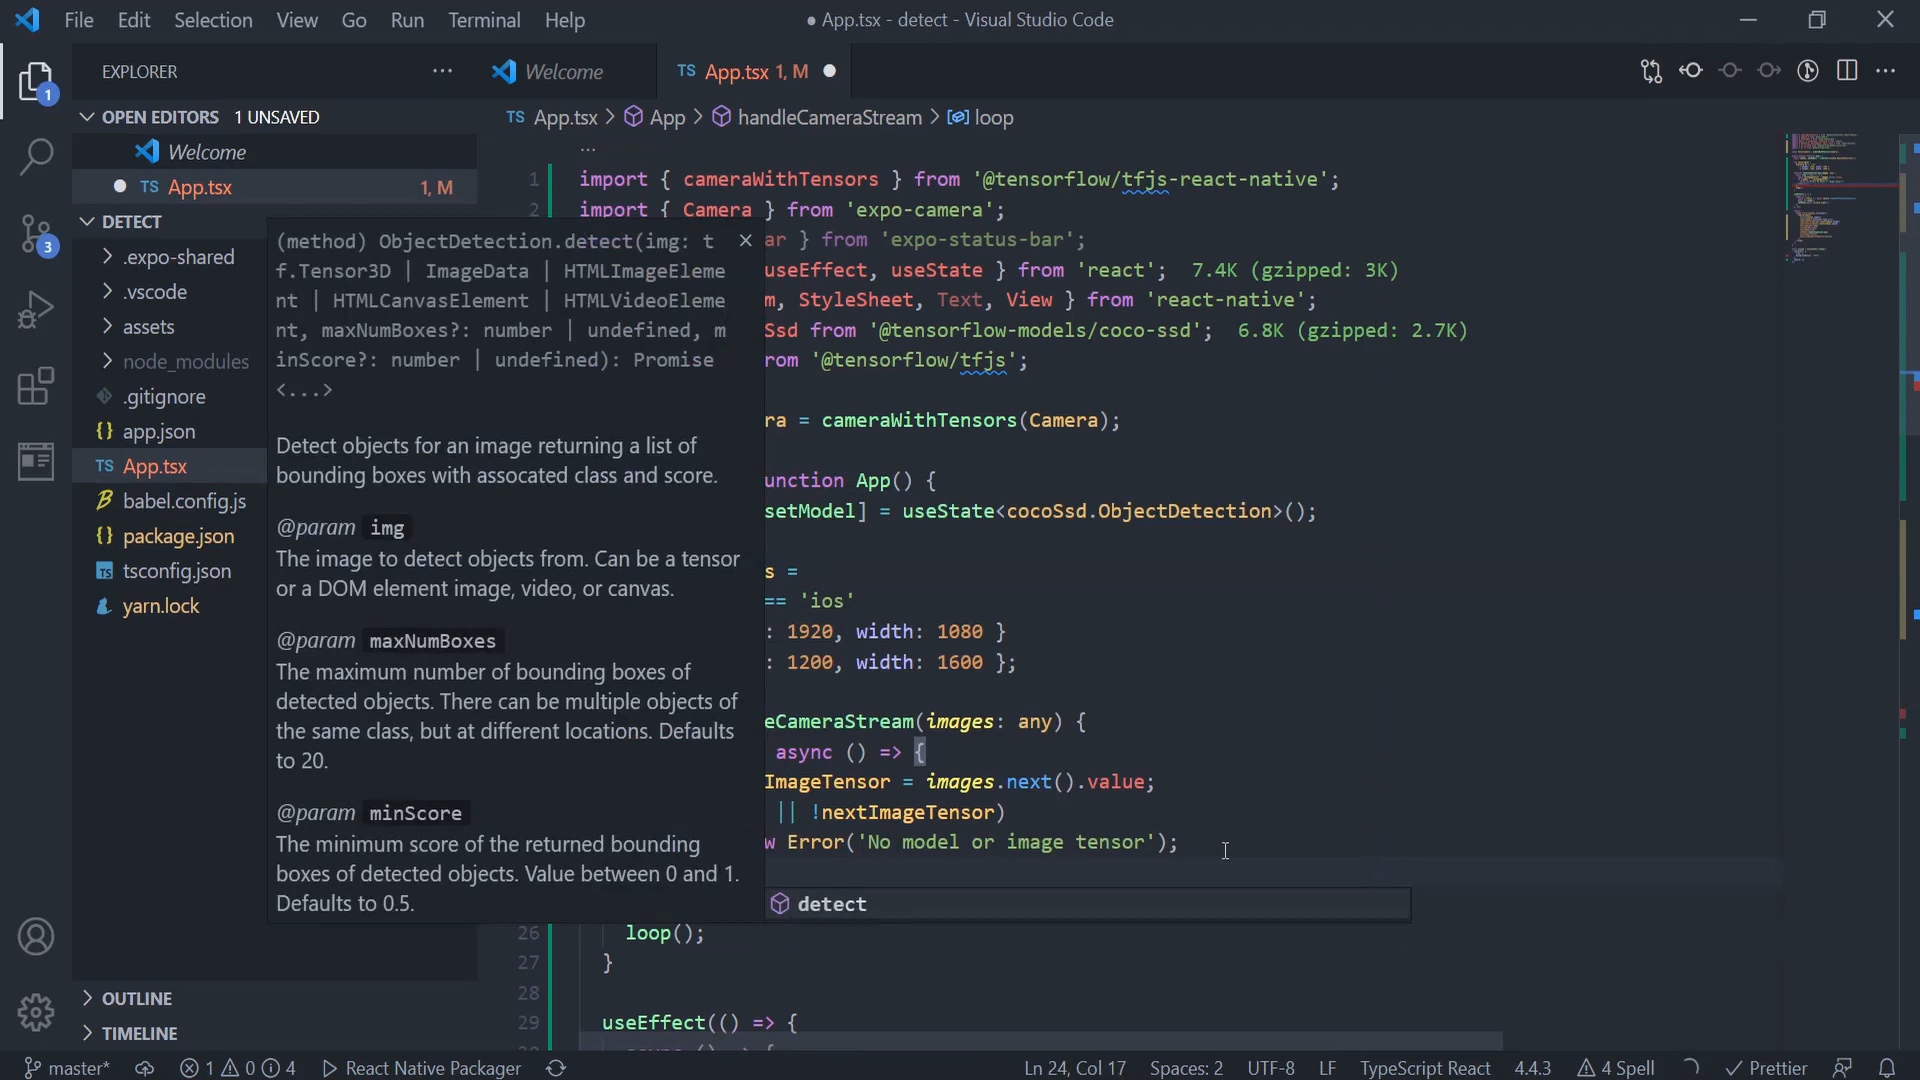 File Edit Selection View Go Run Terminal Help
● App.tsx - detect - Visual Studio Code
EXPLORER ···
Welcome
TS App.tsx 1, M ●
OPEN EDITORS 1 UNSAVED
Welcome
● TS App.tsx 1, M
DETECT
.expo-shared
.vscode
assets
node_modules
.gitignore
{} app.json
TS App.tsx
babel.config.js
{} package.json
TS tsconfig.json
yarn.lock
OUTLINE
TIMELINE
1
3
TS App.tsx > App > handleCameraStream > loop
···
1 import { cameraWithTensors } from '@tensorflow/tfjs-react-native';
2 import { Camera } from 'expo-camera';
ar } from 'expo-status-bar';
useEffect, useState } from 'react'; 7.4K (gzipped: 3K)
m, StyleSheet, Text, View } from 'react-native';
Ssd from '@tensorflow-models/coco-ssd'; 6.8K (gzipped: 2.7K)
rom '@tensorflow/tfjs';
ra = cameraWithTensors(Camera);
unction App() {
setModel] = useState<cocoSsd.ObjectDetection>();
s =
== 'ios'
: 1920, width: 1080 }
: 1200, width: 1600 };
eCameraStream(images: any) {
async () => {
ImageTensor = images.next().value;
|| !nextImageTensor)
w Error('No model or image tensor');
detect
26 loop();
27 }
28
29 useEffect(() => {
(method) ObjectDetection.detect(img: t
f.Tensor3D | ImageData | HTMLImageEleme
nt | HTMLCanvasElement | HTMLVideoEleme
nt, maxNumBoxes?: number | undefined, m
inScore?: number | undefined): Promise
<...>
Detect objects for an image returning a list of
bounding boxes with assocated class and score.
@param img
The image to detect objects from. Can be a tensor
or a DOM element image, video, or canvas.
@param maxNumBoxes
The maximum number of bounding boxes of
detected objects. There can be multiple objects of
the same class, but at different locations. Defaults
to 20.
@param minScore
The minimum score of the returned bounding
boxes of detected objects. Value between 0 and 1.
Defaults to 0.5.
master* 1 0 4 React Native Packager Ln 24, Col 17 Spaces: 2 UTF-8 LF TypeScript React 4.4.3 4 Spell Prettier